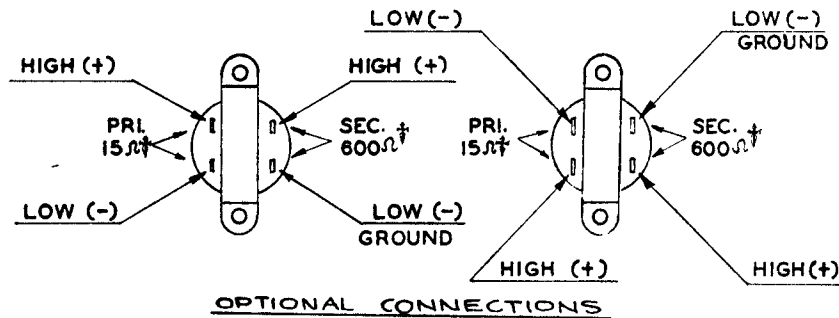 LOW (-)
LOW (-)
GROUND
HIGH (+)
HIGH (+)
PRI.
15Ω‡
SEC.
600Ω‡
PRI.
15Ω‡
SEC.
600Ω‡
LOW (-)
LOW (-)
GROUND
HIGH (+)
HIGH (+)
OPTIONAL CONNECTIONS